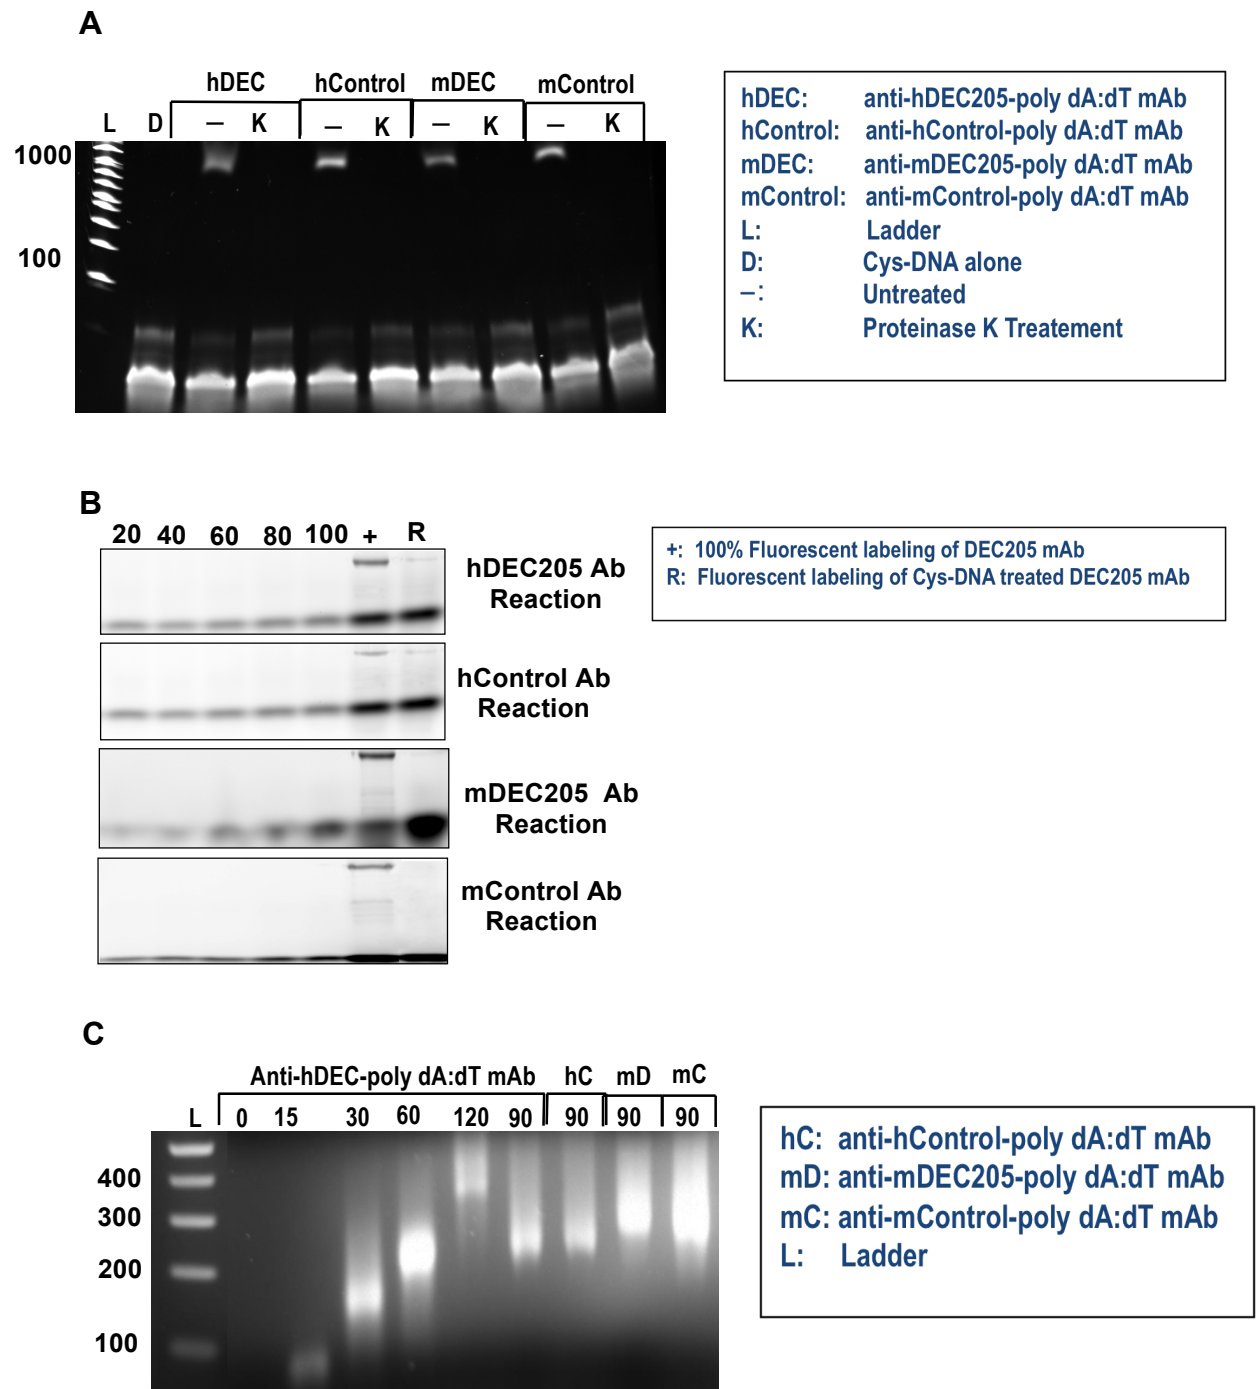 A
hDEC hControl mDEC mControl
L D – K – K – K – K
1000
100
hDEC: anti-hDEC205-poly dA:dT mAb
hControl: anti-hControl-poly dA:dT mAb
mDEC: anti-mDEC205-poly dA:dT mAb
mControl: anti-mControl-poly dA:dT mAb
L: Ladder
D: Cys-DNA alone
–: Untreated
K: Proteinase K Treatement
B
20 40 60 80 100 + R
hDEC205 Ab
Reaction
hControl Ab
Reaction
mDEC205 Ab
Reaction
mControl Ab
Reaction
+: 100% Fluorescent labeling of DEC205 mAb
R: Fluorescent labeling of Cys-DNA treated DEC205 mAb
C
Anti-hDEC-poly dA:dT mAb hC mD mC
L 0 15 30 60 120 90 90 90 90
400
300
200
100
hC: anti-hControl-poly dA:dT mAb
mD: anti-mDEC205-poly dA:dT mAb
mC: anti-mControl-poly dA:dT mAb
L: Ladder